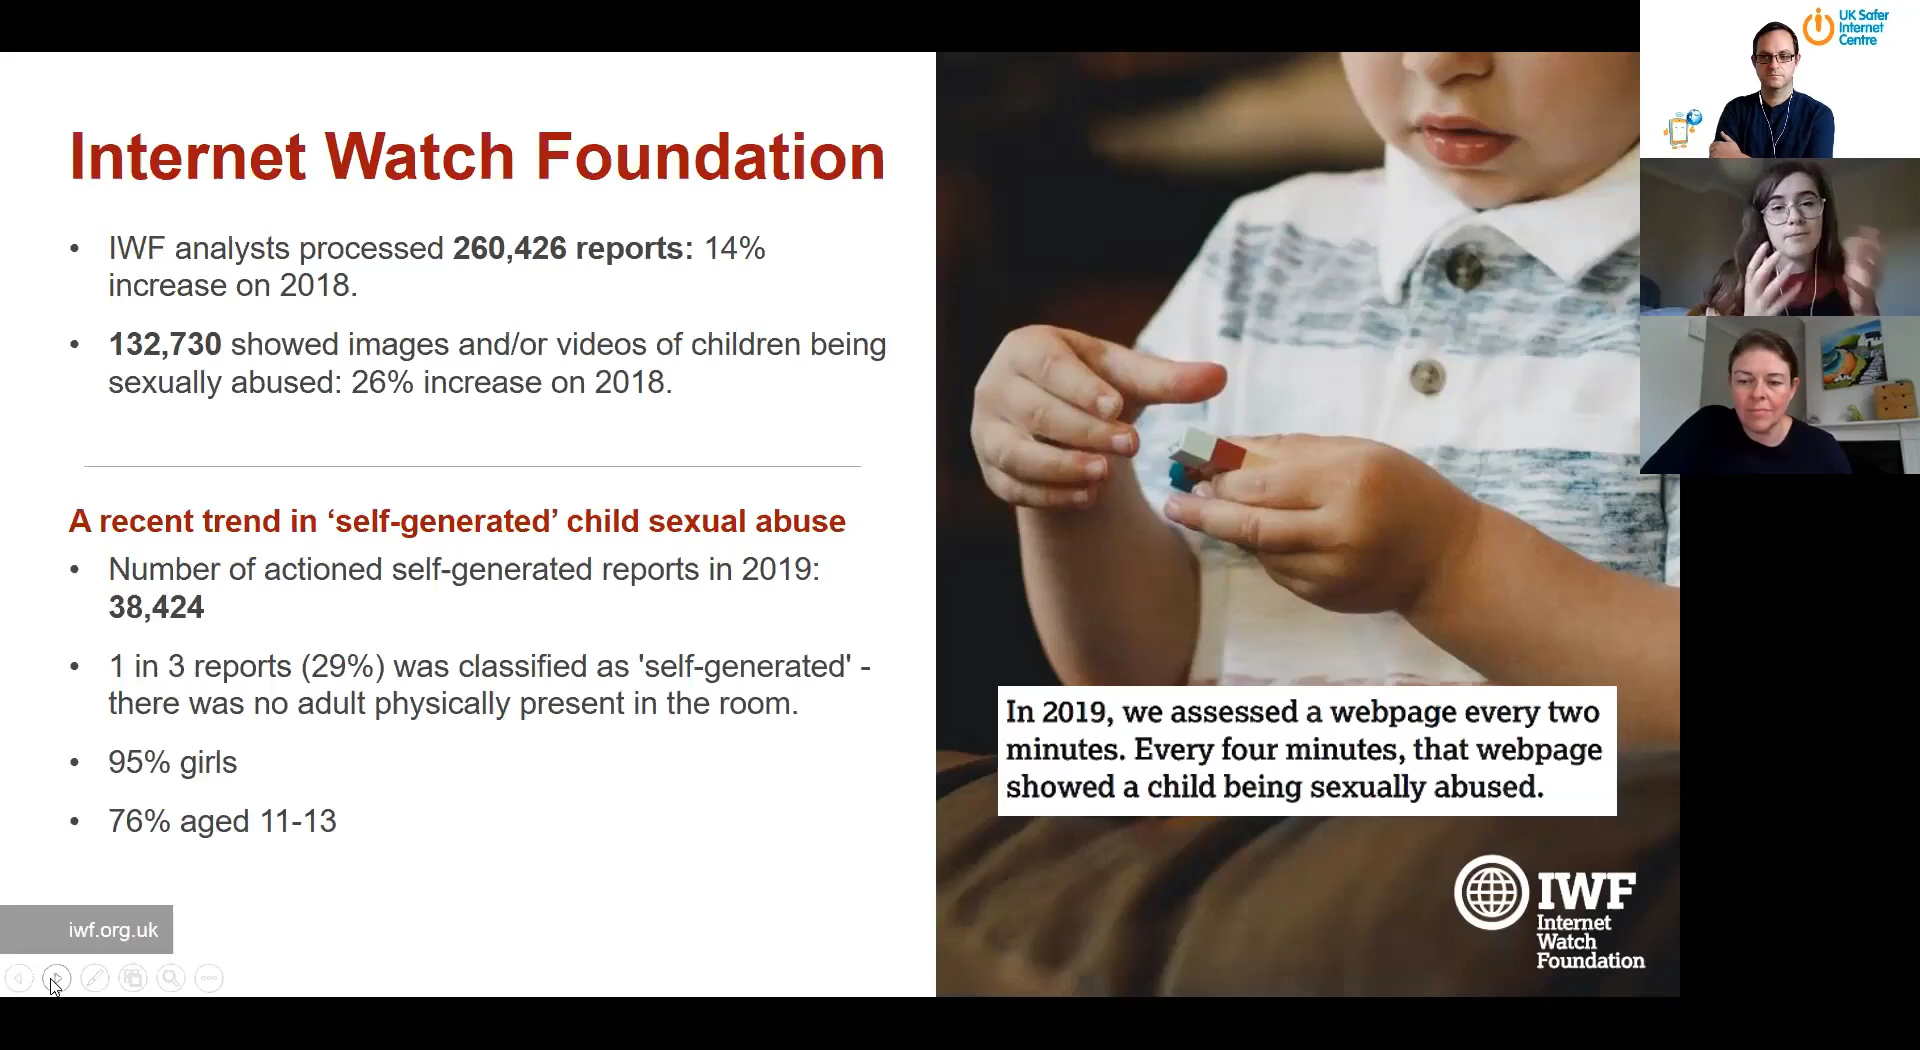 Internet Watch Foundation
• IWF analysts processed 260,426 reports: 14%
increase on 2018.
• 132,730 showed images and/or videos of children being
sexually abused: 26% increase on 2018.
A recent trend in ‘self-generated’ child sexual abuse
• Number of actioned self-generated reports in 2019:
38,424
• 1 in 3 reports (29%) was classified as 'self-generated' -
there was no adult physically present in the room.
• 95% girls
• 76% aged 11-13
iwf.org.uk
In 2019, we assessed a webpage every two
minutes. Every four minutes, that webpage
showed a child being sexually abused.
IWF
Internet
Watch
Foundation
UK Safer
Internet
Centre